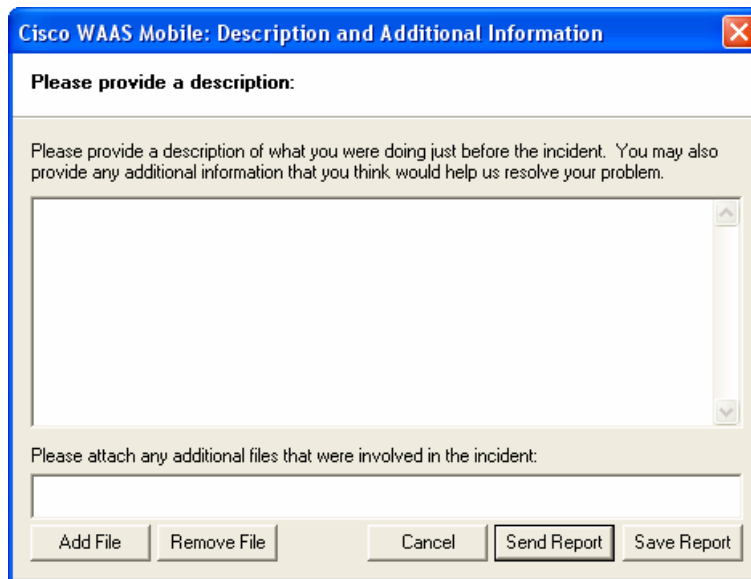 Cisco WAAS Mobile: Description and Additional Information
Please provide a description:
Please provide a description of what you were doing just before the incident.  You may also
provide any additional information that you think would help us resolve your problem.
Please attach any additional files that were involved in the incident:
Add File
Remove File
Cancel
Send Report
Save Report